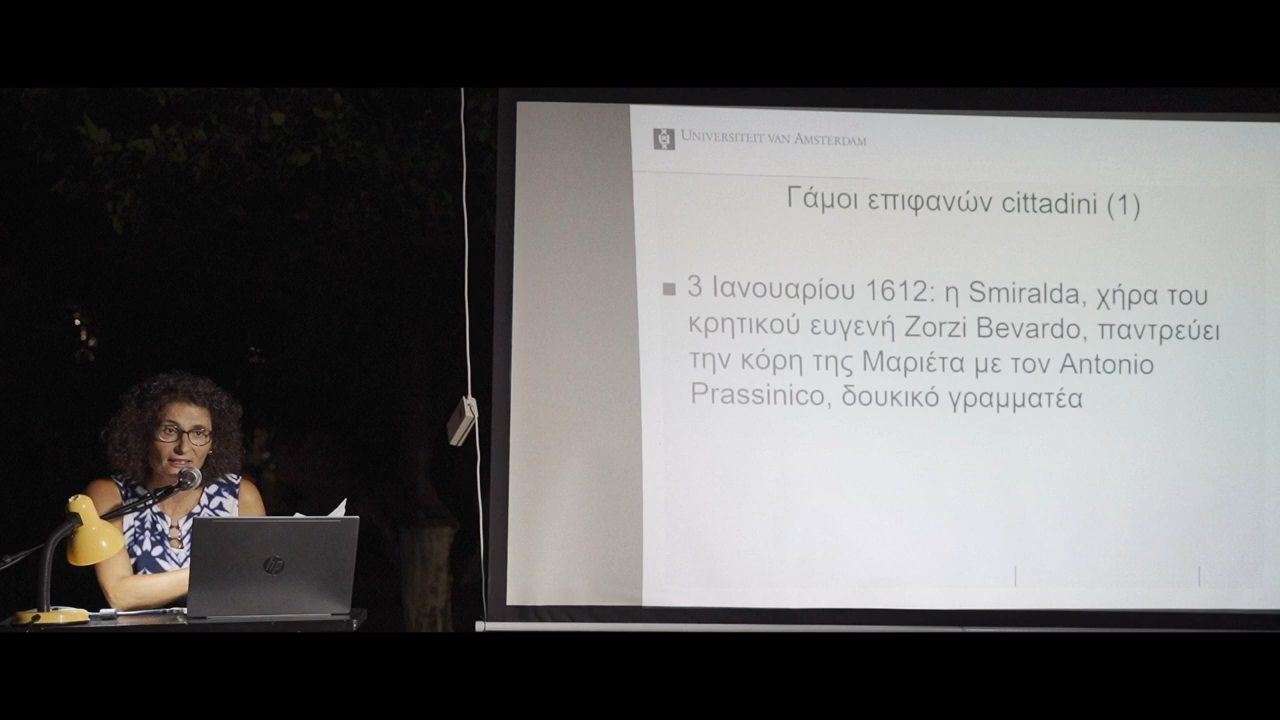 UNIVERSITEIT VAN AMSTERDAM
Γάμοι επιφανών cittadini (1)
■ 3 Ιανουαρίου 1612: η Smiralda, χήρα του
κρητικού ευγενή Zorzi Bevardo, παντρεύει
την κόρη της Μαριέτα με τον Antonio
Prassinico, δουκικό γραμματέα
hp